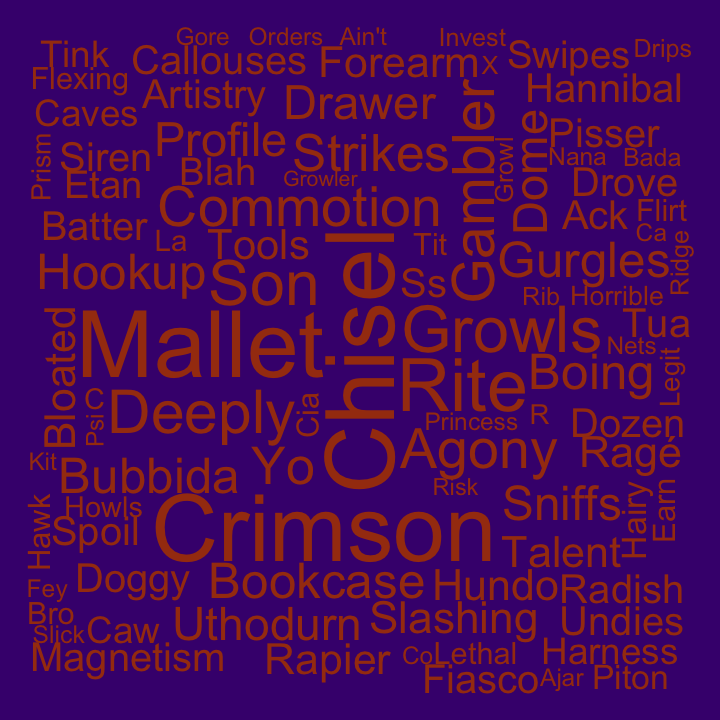 Gore Orders Ain't Invest
Tink Callouses Forearm X Swipes Drips
Flexing Artistry Drawer Hannibal
Caves Profile Strikes Gambler Dome Pisser
Prism Siren Blah Growler Growl Nana Bada
Etan Commotion Drove
Batter La Tools Tit Ack Flirt
Ca
Hookup Son Chisel Ss Gurgles Ridge
Rib Horrible
Bloated Mallet Growls Tua
Nets
Rite Boing Legit
Psi C Deeply Cia Princess R Dozen
Kit Bubbida Yo Agony Rage
Risk
Hawk Howls Crimson Sniffs Hairy Earn
Spoil Talent
Fey Doggy Bookcase Hundo Radish
Bro
Slick Caw Uthodurn Slashing Undies
Magnetism Rapier Co Lethal Harness
Fiasco Ajar Piton